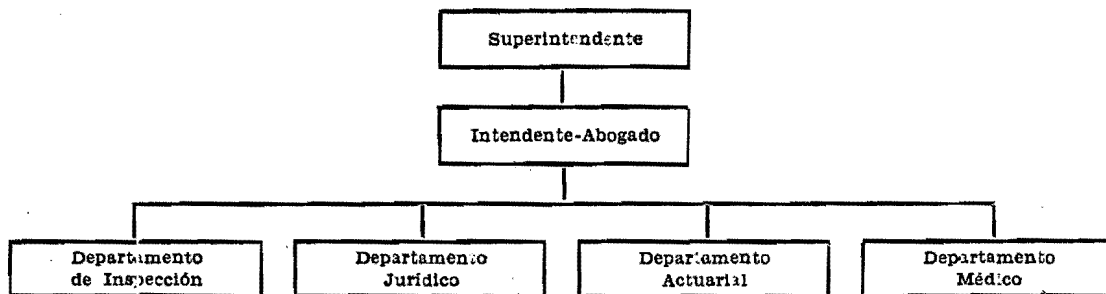 Superintendente
Intendente-Abogado
Departamento
de Inspección
Departamento
Jurídico
Departamento
Actuarial
Departamento
Médico